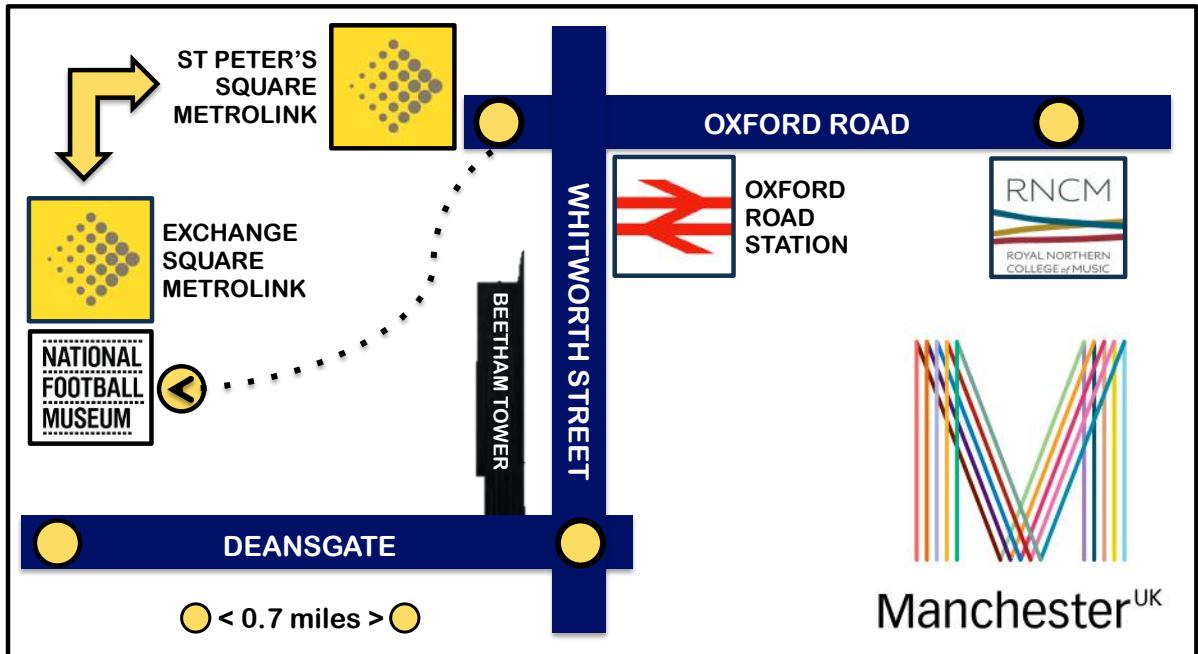 ST PETER'S
SQUARE
METROLINK
OXFORD ROAD
EXCHANGE
SQUARE
METROLINK
WHITWORTH STREET
OXFORD
ROAD
STATION
RNCM
ROYAL NORTHERN
COLLEGE of MUSIC
NATIONAL
FOOTBALL
MUSEUM
<
BEETHAM TOWER
DEANSGATE
< 0.7 miles >
Manchester UK